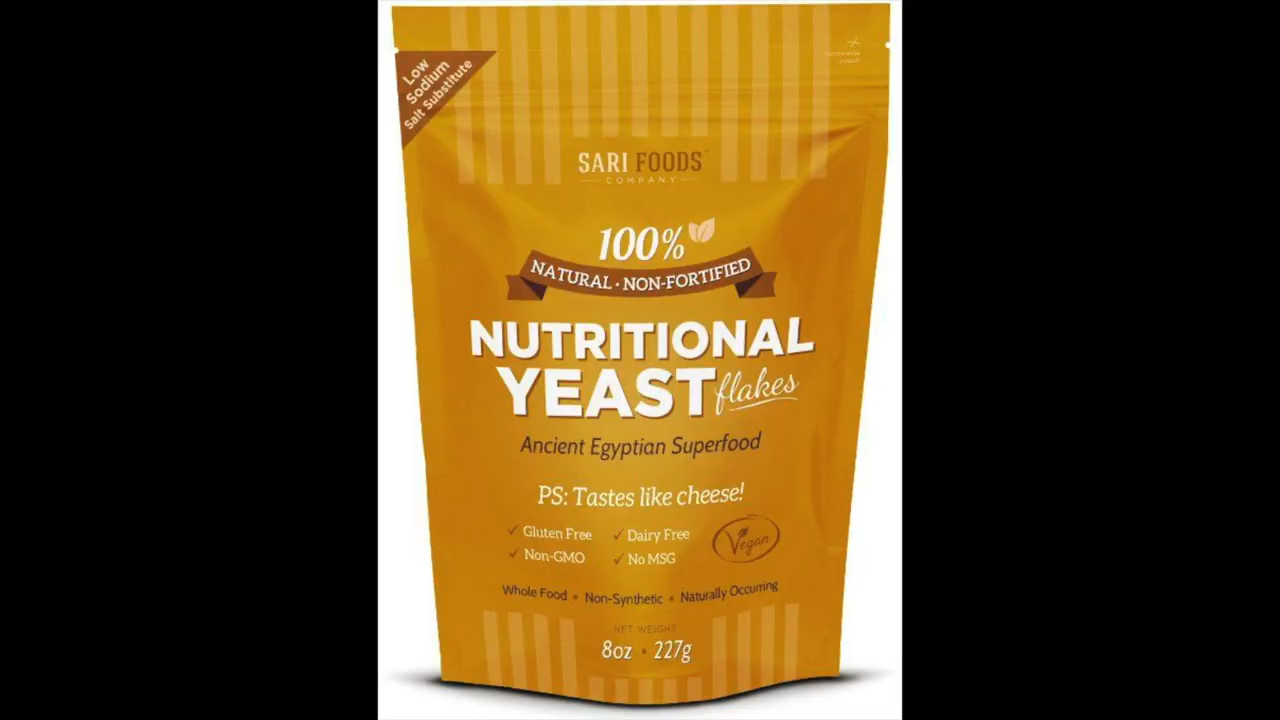 Low
Sodium
Salt Substitute
SARI FOODS
COMPANY
100%
NATURAL • NON-FORTIFIED
NUTRITIONAL
YEAST flakes
Ancient Egyptian Superfood
PS: Tastes like cheese!
✓ Gluten Free ✓ Dairy Free
✓ Non-GMO ✓ No MSG
Vegan
Whole Food • Non-Synthetic • Naturally Occurring
NET WEIGHT
8oz • 227g